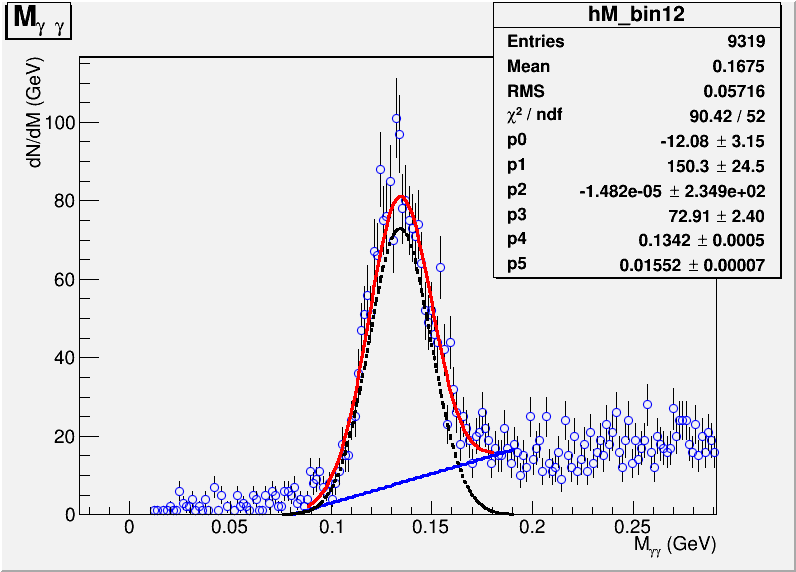 M_γ γ
hM_bin12
Entries 9319
Mean 0.1675
RMS 0.05716
χ² / ndf 90.42 / 52
p0 -12.08 ± 3.15
p1 150.3 ± 24.5
p2 -1.482e-05 ± 2.349e+02
p3 72.91 ± 2.40
p4 0.1342 ± 0.0005
p5 0.01552 ± 0.00007
dN/dM (GeV)
100
80
60
40
20
0
0 0.05 0.1 0.15 0.2 0.25
M_γγ (GeV)